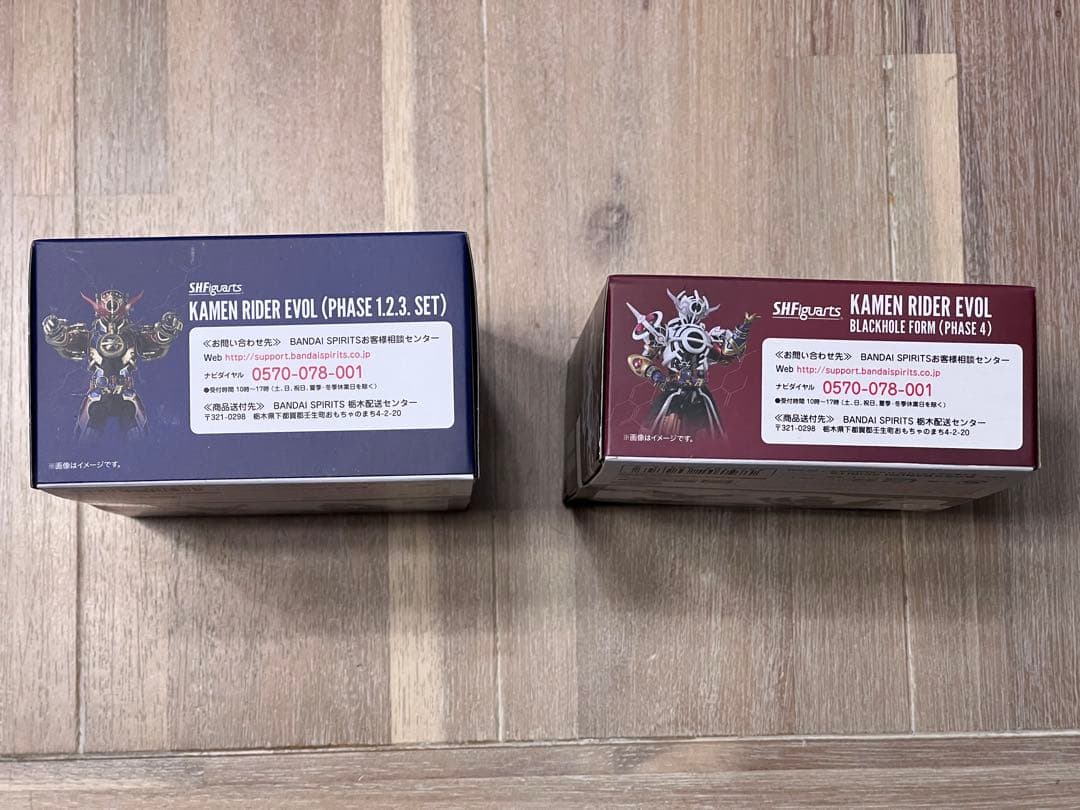 S.H.Figuarts
KAMEN RIDER EVOL (PHASE 1.2.3. SET)
≪お問い合わせ先≫ BANDAI SPIRITSお客様相談センター
Web http://support.bandaispirits.co.jp
ナビダイヤル 0570-078-001
●受付時間 10時～17時 (土、日、祝日、夏季・冬季休業日を除く)
≪商品送付先≫ BANDAI SPIRITS 栃木配送センター
〒321-0298 栃木県下都賀郡壬生町おもちゃのまち4-2-20
※画像はイメージです。
S.H.Figuarts
KAMEN RIDER EVOL
BLACKHOLE FORM (PHASE 4)
≪お問い合わせ先≫ BANDAI SPIRITSお客様相談センター
Web http://support.bandaispirits.co.jp
ナビダイヤル 0570-078-001
●受付時間 10時～17時 (土、日、祝日、夏季・冬季休業日を除く)
≪商品送付先≫ BANDAI SPIRITS 栃木配送センター
〒321-0298 栃木県下都賀郡壬生町おもちゃのまち4-2-20
※画像はイメージです。